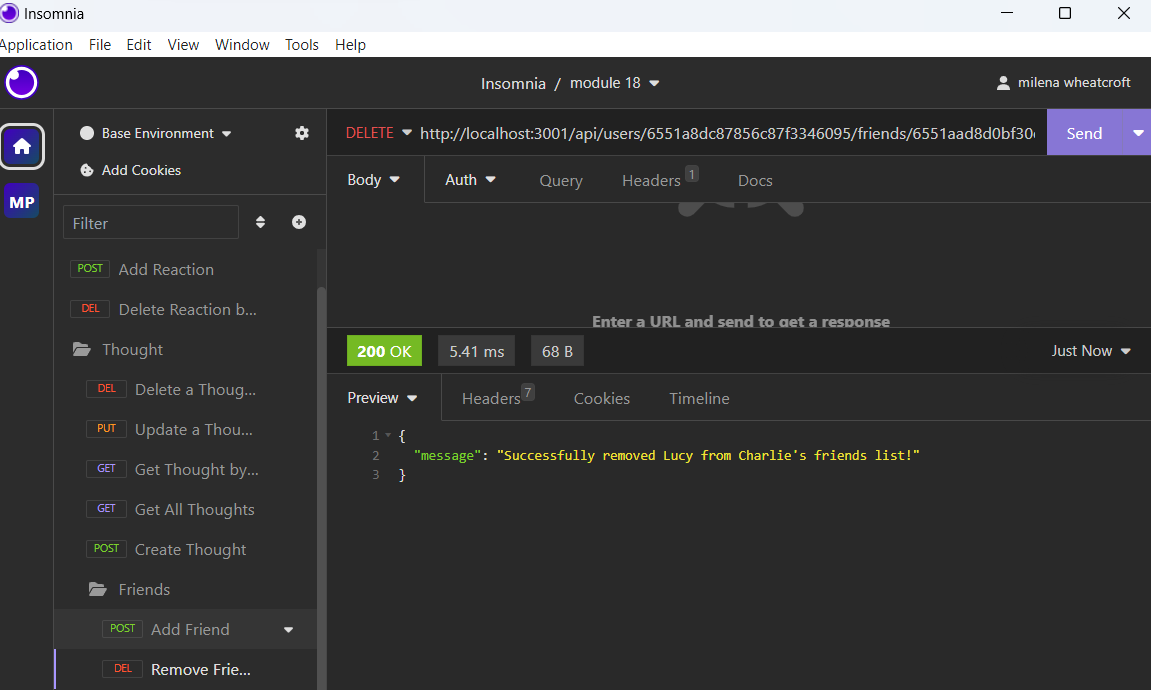 Insomnia
Application File Edit View Window Tools Help
Insomnia / module 18
milena wheatcroft
Base Environment
Add Cookies
MP
Filter
POST Add Reaction
DEL Delete Reaction b...
Thought
DEL Delete a Thoug...
PUT Update a Thou...
GET Get Thought by...
GET Get All Thoughts
POST Create Thought
Friends
POST Add Friend
DEL Remove Frie...
DELETE http://localhost:3001/api/users/6551a8dc87856c87f3346095/friends/6551aad8d0bf30
Send
Body Auth Query Headers 1 Docs
Enter a URL and send to get a response
200 OK 5.41 ms 68 B Just Now
Preview Headers 7 Cookies Timeline
1 {
2 "message": "Successfully removed Lucy from Charlie's friends list!"
3 }